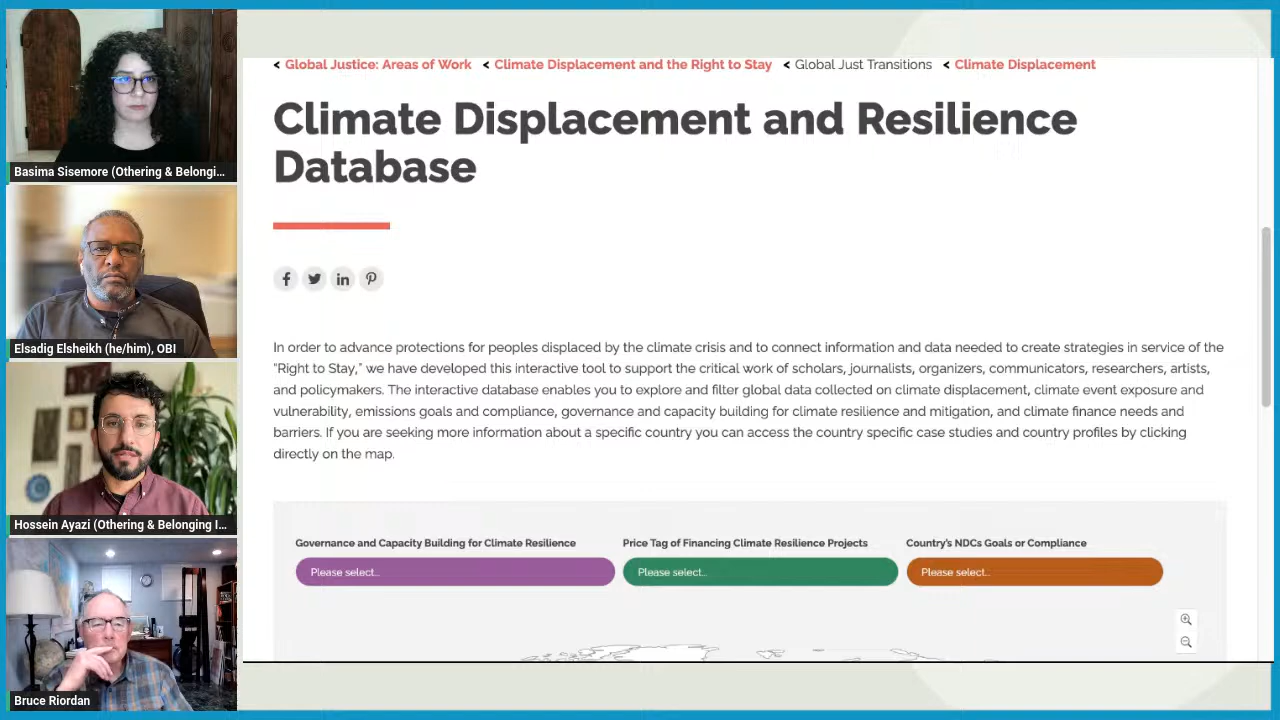 Basima Sisemore (Othering & Belongi...
Elsadig Elsheikh (he/him), OBI
Hossein Ayazi (Othering & Belonging I...
Bruce Riordan
< Global Justice: Areas of Work < Climate Displacement and the Right to Stay < Global Just Transitions < Climate Displacement
Climate Displacement and Resilience
Database
In order to advance protections for peoples displaced by the climate crisis and to connect information and data needed to create strategies in service of the
"Right to Stay," we have developed this interactive tool to support the critical work of scholars, journalists, organizers, communicators, researchers, artists,
and policymakers. The interactive database enables you to explore and filter global data collected on climate displacement, climate event exposure and
vulnerability, emissions goals and compliance, governance and capacity building for climate resilience and mitigation, and climate finance needs and
barriers. If you are seeking more information about a specific country you can access the country specific case studies and country profiles by clicking
directly on the map.
Governance and Capacity Building for Climate Resilience
Please select...
Price Tag of Financing Climate Resilience Projects
Please select...
Country's NDCs Goals or Compliance
Please select...